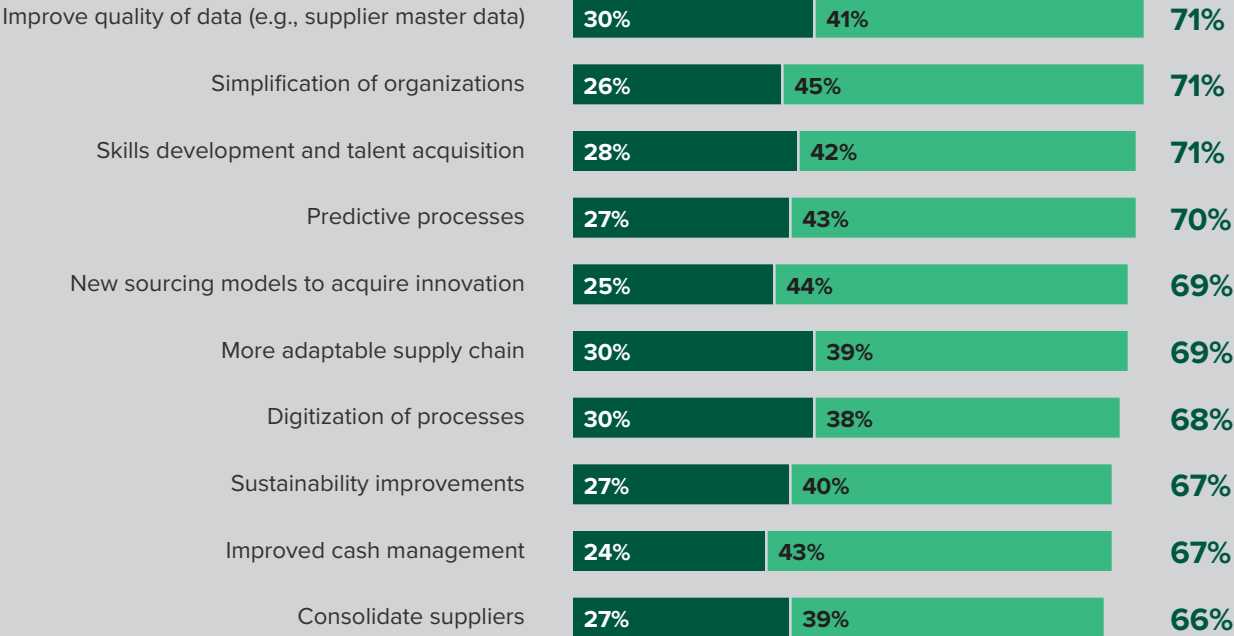 Improve quality of data (e.g., supplier master data) 30% 41% 71%
Simplification of organizations 26% 45% 71%
Skills development and talent acquisition 28% 42% 71%
Predictive processes 27% 43% 70%
New sourcing models to acquire innovation 25% 44% 69%
More adaptable supply chain 30% 39% 69%
Digitization of processes 30% 38% 68%
Sustainability improvements 27% 40% 67%
Improved cash management 24% 43% 67%
Consolidate suppliers 27% 39% 66%